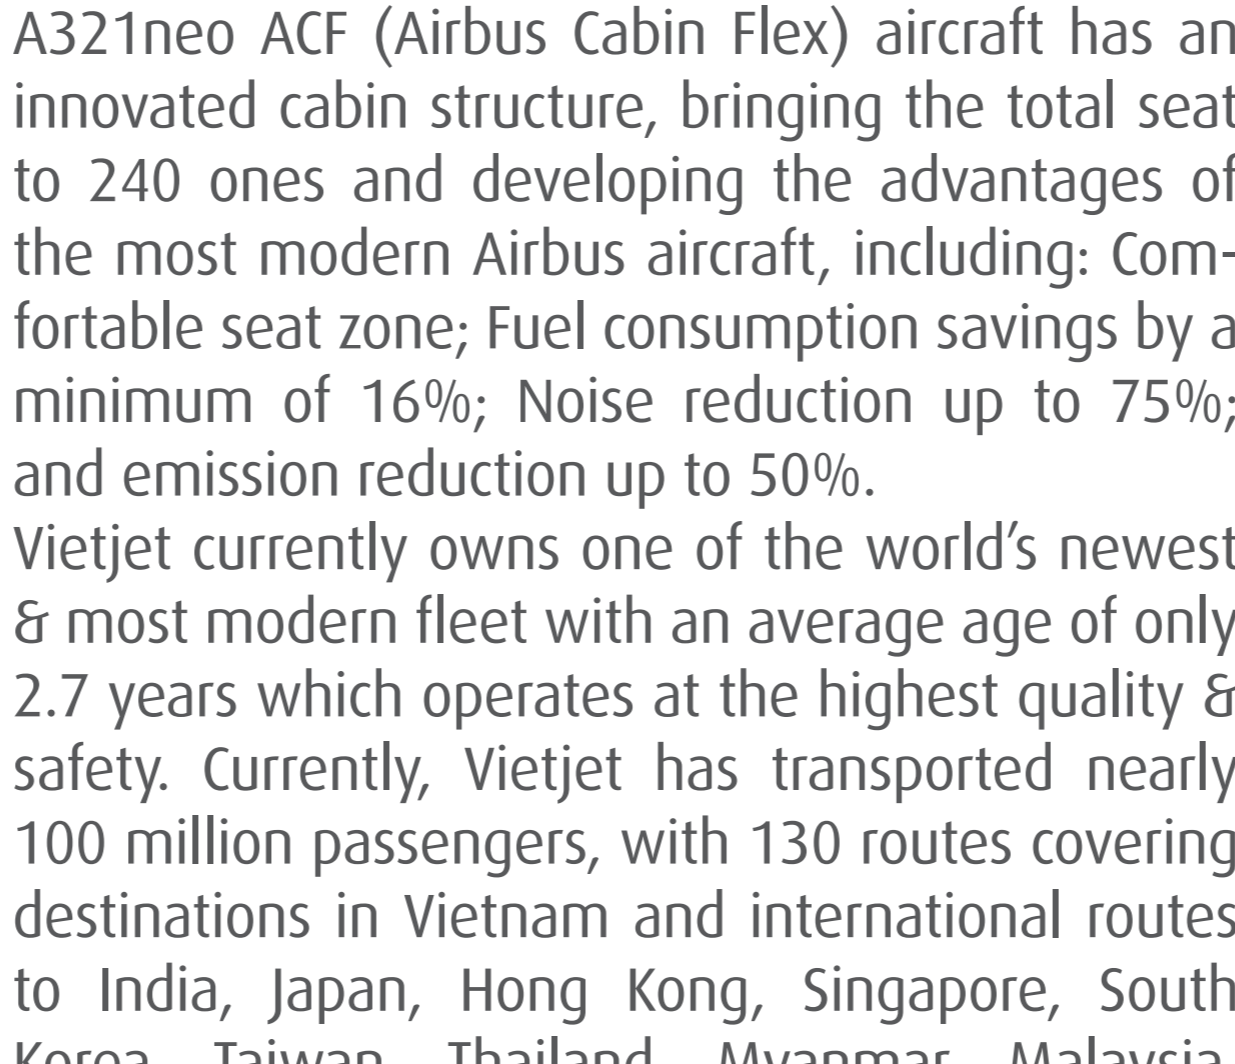 A321neo ACF (Airbus Cabin Flex) aircraft has an
innovated cabin structure, bringing the total seat
to 240 ones and developing the advantages of
the most modern Airbus aircraft, including: Com-
fortable seat zone; Fuel consumption savings by a
minimum of 16%; Noise reduction up to 75%;
and emission reduction up to 50%.
Vietjet currently owns one of the world’s newest
& most modern fleet with an average age of only
2.7 years which operates at the highest quality &
safety. Currently, Vietjet has transported nearly
100 million passengers, with 130 routes covering
destinations in Vietnam and international routes
to India, Japan, Hong Kong, Singapore, South
Korea, Taiwan, Thailand, Myanmar, Malaysia,